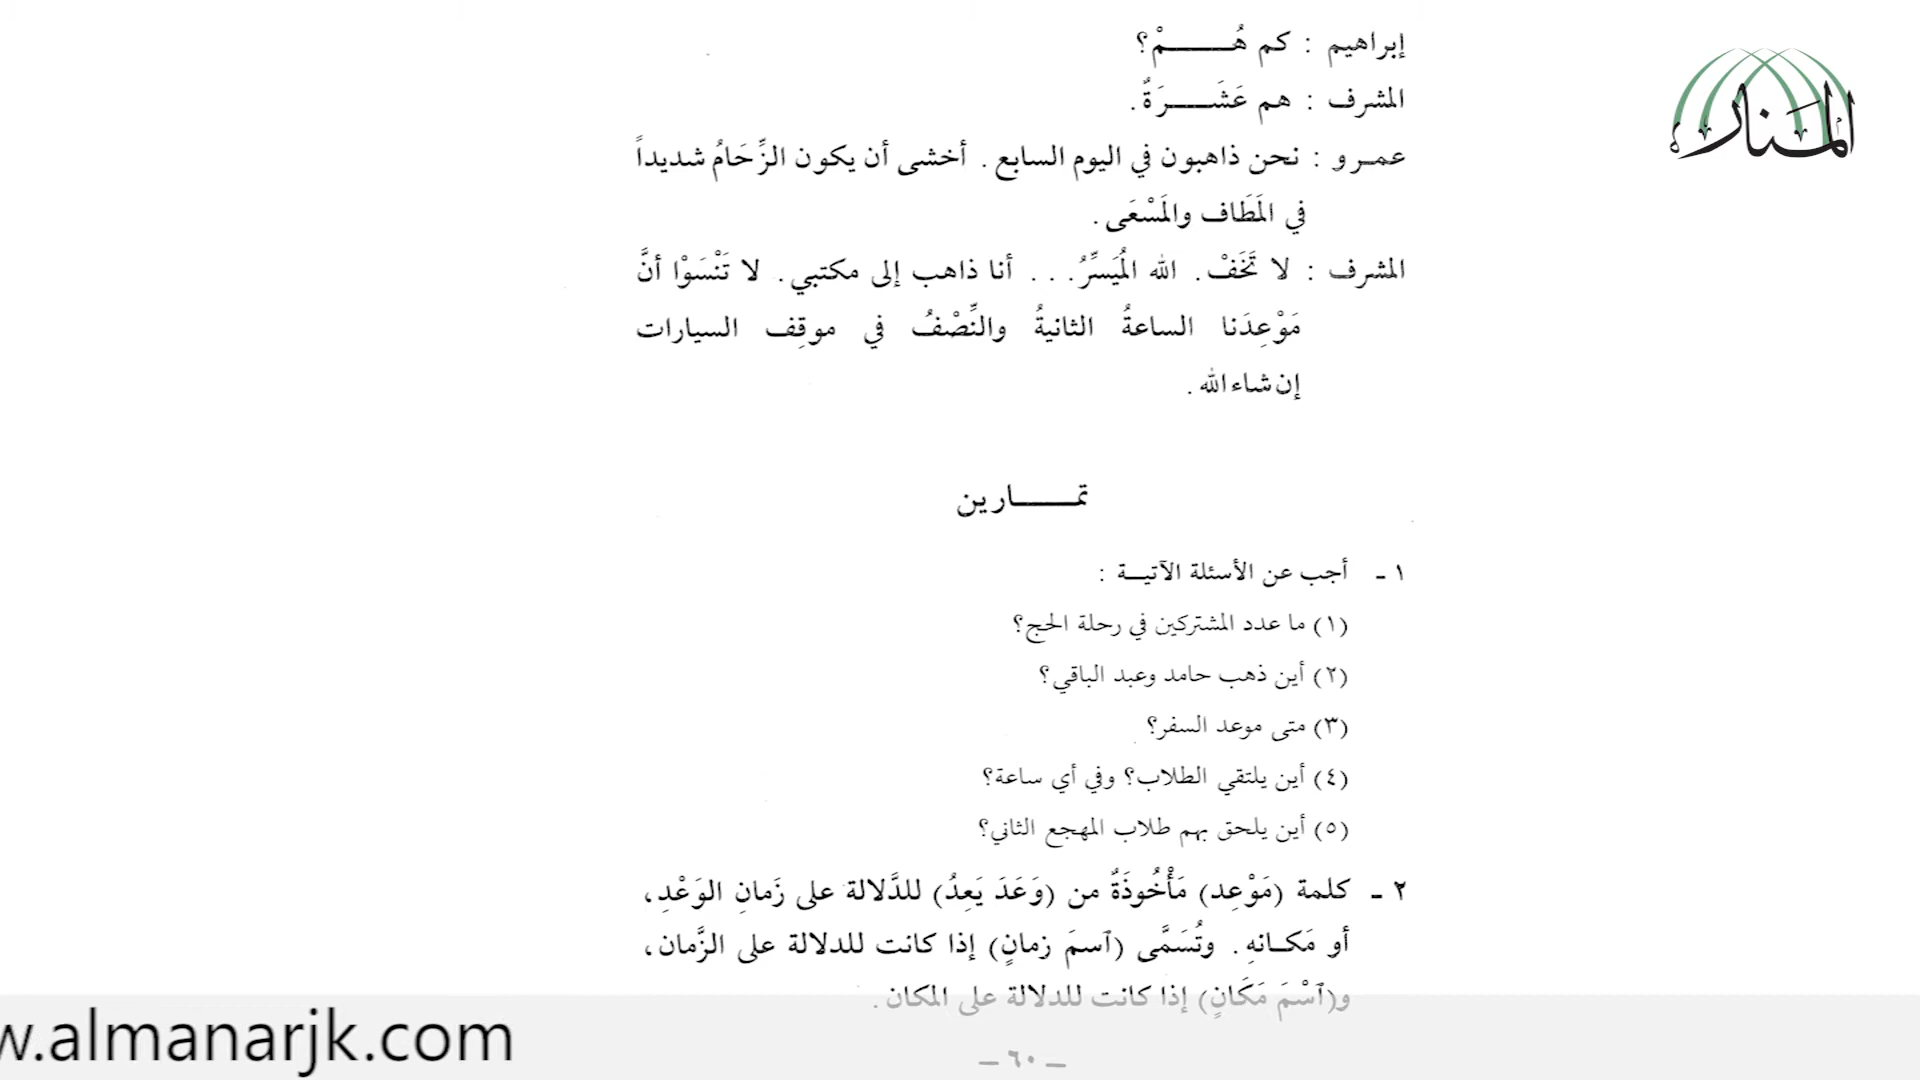 إبراهيم : كم هُـــــمْ؟
المشرف : هم عَشَـــرَةٌ.
عمـرو : نحن ذاهبون في اليوم السابع . أخشى أن يكون الزِّحَامُ شديداً
في المَطَاف والمَسْعَى .
المشرف : لا تَخَفْ. الله المُيَسِّرُ. . . أنا ذاهب إلى مكتبي. لا تَنْسَوْا أنَّ
مَوْعِدَنا الساعةُ الثانيةُ والنِّصْفُ في موقِف السيارات
إن شاء الله .
تمـــــارين
١ ـ أجب عن الأسئلة الآتيـــة :
(١) ما عدد المشتركين في رحلة الحج؟
(٢) أين ذهب حامد وعبد الباقي؟
(٣) متى موعد السفر؟
(٤) أين يلتقي الطلاب؟ وفي أي ساعة؟
(٥) أين يلحق بهم طلاب المهجع الثاني؟
٢ ـ كلمة (مَوْعِد) مَأْخُوذَةٌ من (وَعَدَ يَعِدُ) للدَّلالة على زَمانِ الوَعْدِ،
أو مَكـانهِ. وتُسَمَّى (ٱسمَ زمانٍ) إذا كانت للدلالة على الزَّمان،
و(ٱسْمَ مَكَانٍ) إذا كانت للدلالة على المكان .
— ٦٠ —
المنار
w.almanarjk.com